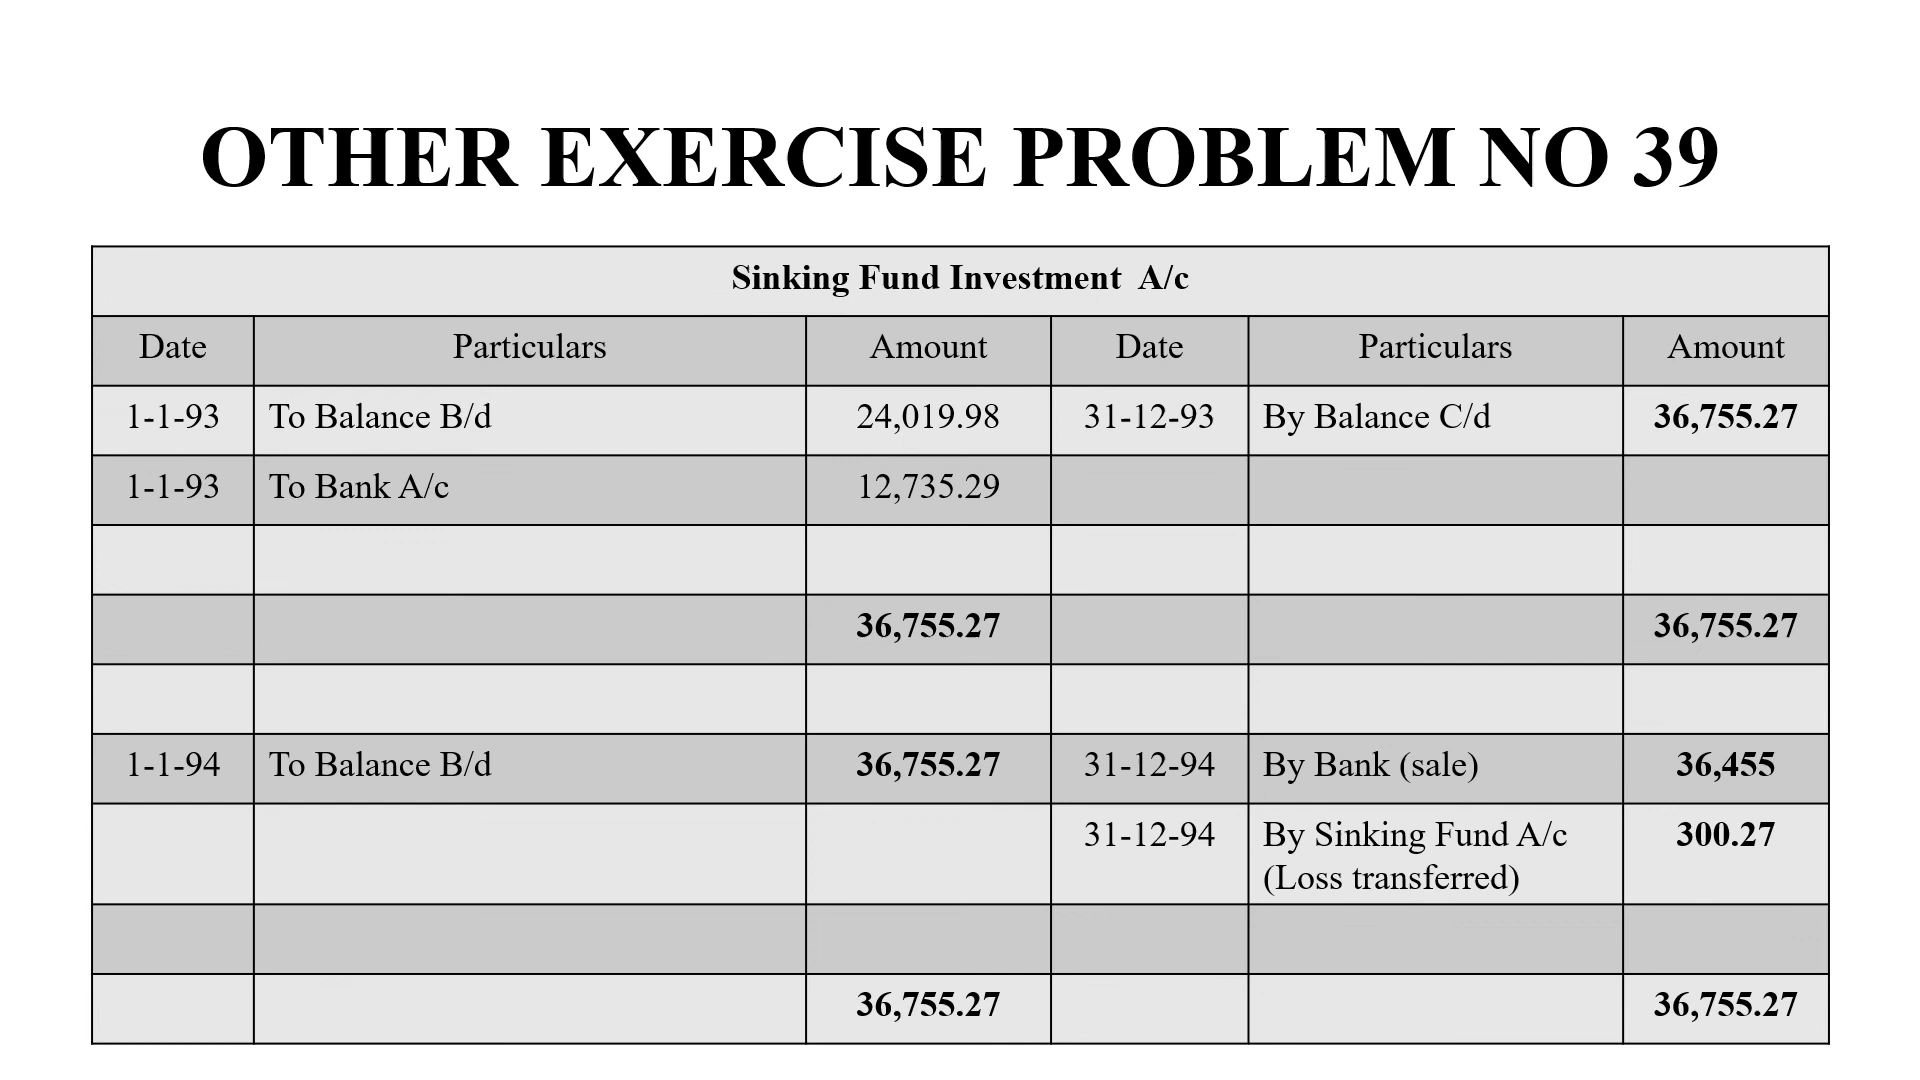 OTHER EXERCISE PROBLEM NO 39
Sinking Fund Investment A/c
Date Particulars Amount Date Particulars Amount
1-1-93 To Balance B/d 24,019.98 31-12-93 By Balance C/d 36,755.27
1-1-93 To Bank A/c 12,735.29
36,755.27 36,755.27
1-1-94 To Balance B/d 36,755.27 31-12-94 By Bank (sale) 36,455
31-12-94 By Sinking Fund A/c 300.27
(Loss transferred)
36,755.27 36,755.27